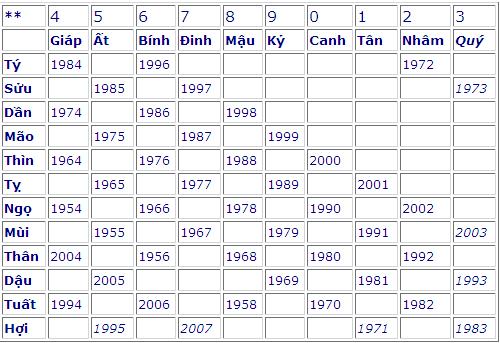 ** 4 5 6 7 8 9 0 1 2 3
Giáp Ất Bính Đinh Mậu Kỷ Canh Tân Nhâm Quý
Tý 1984 1996 1972
Sửu 1985 1997 1973
Dần 1974 1986 1998
Mão 1975 1987 1999
Thìn 1964 1976 1988 2000
Tỵ 1965 1977 1989 2001
Ngọ 1954 1966 1978 1990 2002
Mùi 1955 1967 1979 1991 2003
Thân 2004 1956 1968 1980 1992
Dậu 2005 1969 1981 1993
Tuất 1994 2006 1958 1970 1982
Hợi 1995 2007 1971 1983